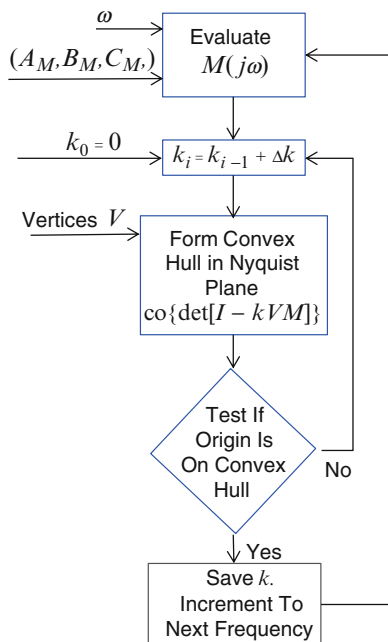 ω
Evaluate
M(jω)
(A_M, B_M, C_M,)
k_0 = 0
k_i = k_{i−1} + Δk
Vertices V
Form Convex
Hull in Nyquist
Plane
co{det[I − kVM]}
Test If
Origin Is
On Convex
Hull
No
Yes
Save k.
Increment To
Next Frequency